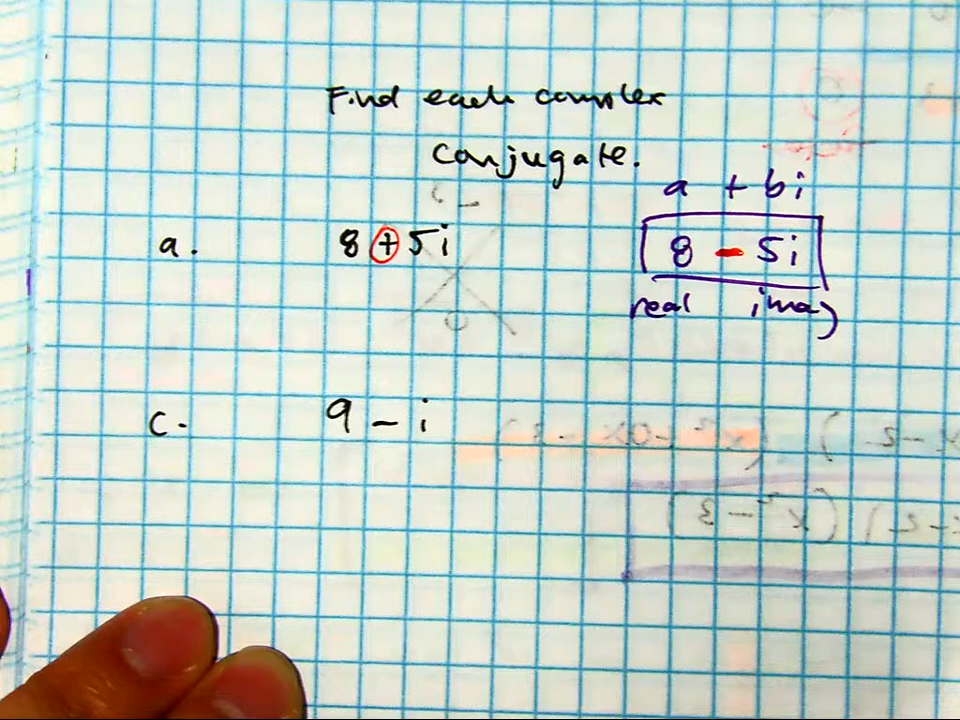 Find each complex
conjugate.
a + bi
a. 8 + 5i 8 - 5i
real imag
c. 9 - i